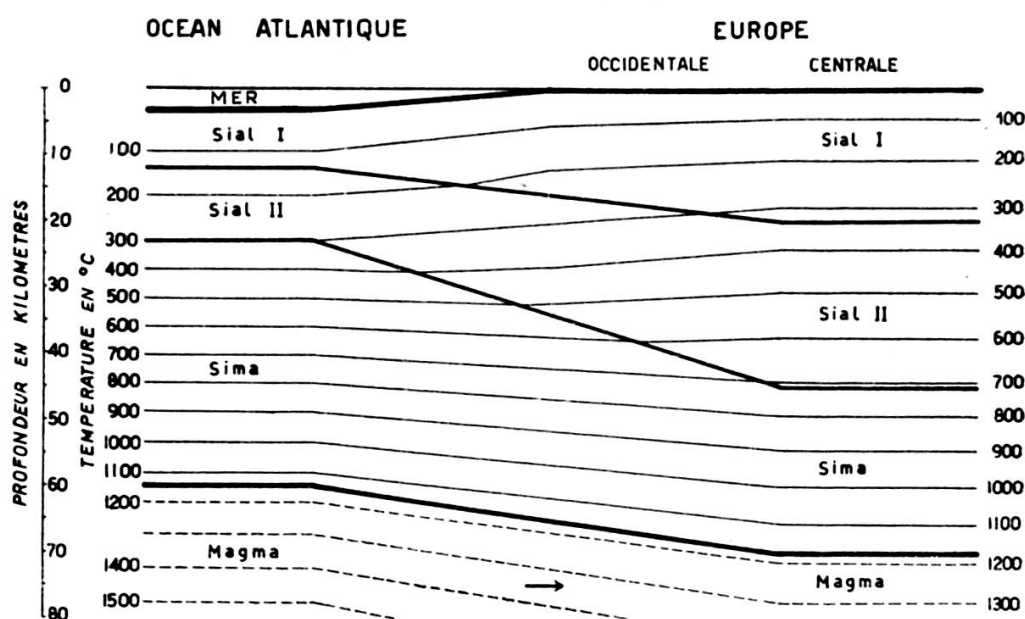 OCEAN ATLANTIQUE
EUROPE
OCCIDENTALE
CENTRALE
PROFONDEUR EN KILOMETRES
0
10
20
30
40
50
60
70
80
TEMPERATURE EN °C
100
200
300
400
500
600
700
800
900
1000
1100
1200
1400
1500
MER
Sial I
Sial II
Sima
Magma
Sial I
Sial II
Sima
Magma
100
200
300
400
500
600
700
800
900
1000
1100
1200
1300